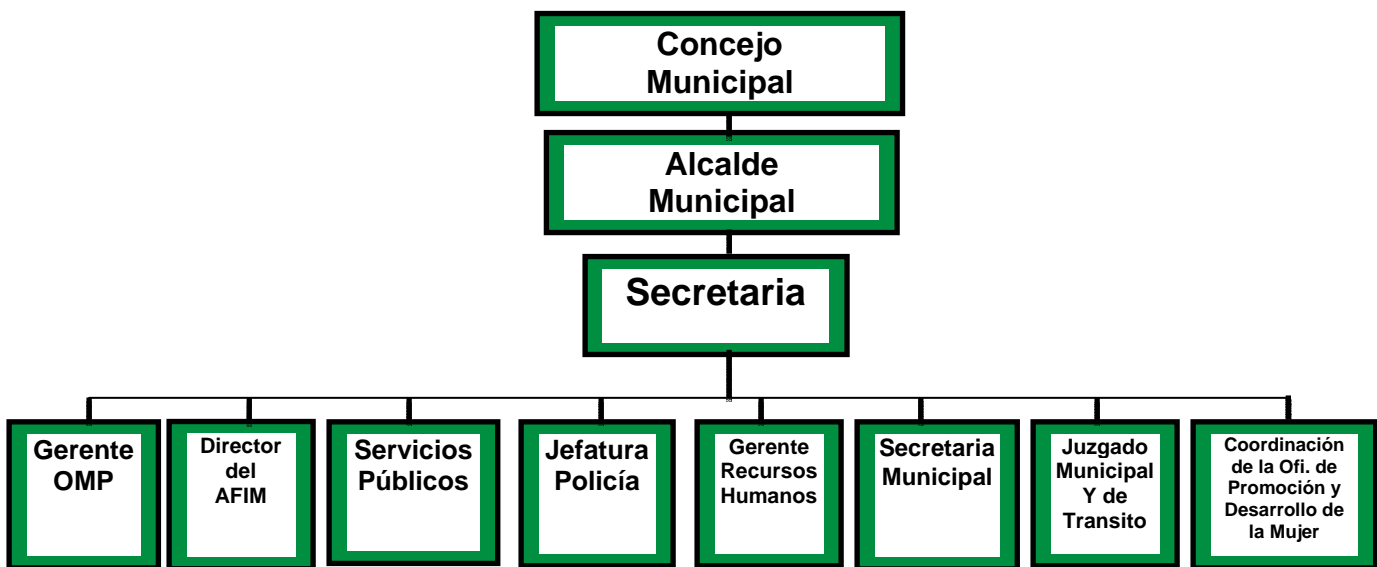 Concejo
Municipal
Alcalde
Municipal
Secretaria
Gerente
OMP
Director
del
AFIM
Servicios
Públicos
Jefatura
Policía
Gerente
Recursos
Humanos
Secretaria
Municipal
Juzgado
Municipal
Y de
Transito
Coordinación
de la Ofi. de
Promoción y
Desarrollo de
la Mujer